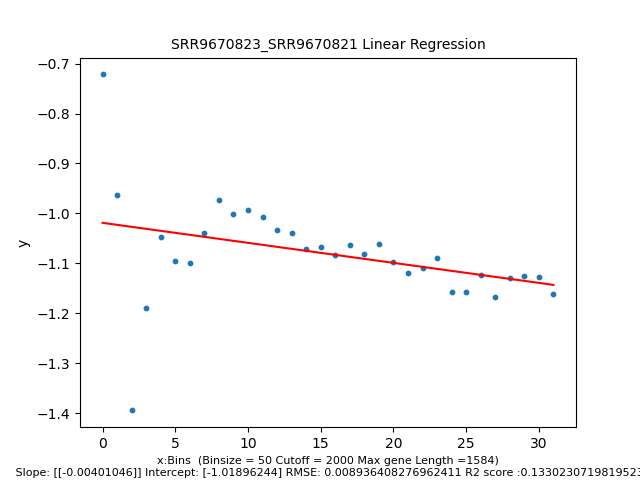 SRR9670823_SRR9670821 Linear Regression
−0.7
−0.8
−0.9
−1.0
−1.1
−1.2
−1.3
−1.4
y
0 5 10 15 20 25 30
x:Bins (Binsize = 50 Cutoff = 2000 Max gene Length =1584)
Slope: [[-0.00401046]] Intercept: [-1.01896244] RMSE: 0.008936408276962411 R2 score :0.1330230719819523